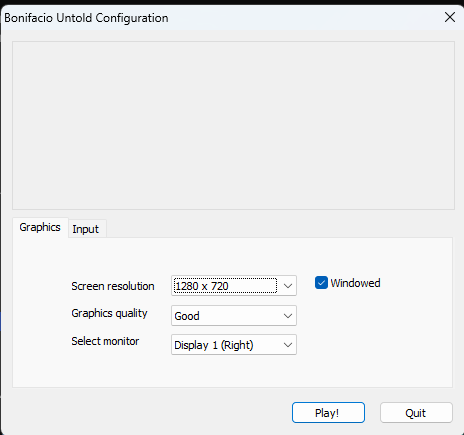 Bonifacio Untold Configuration
Graphics
Input
Screen resolution
1280 x 720
Windowed
Graphics quality
Good
Select monitor
Display 1 (Right)
Play!
Quit